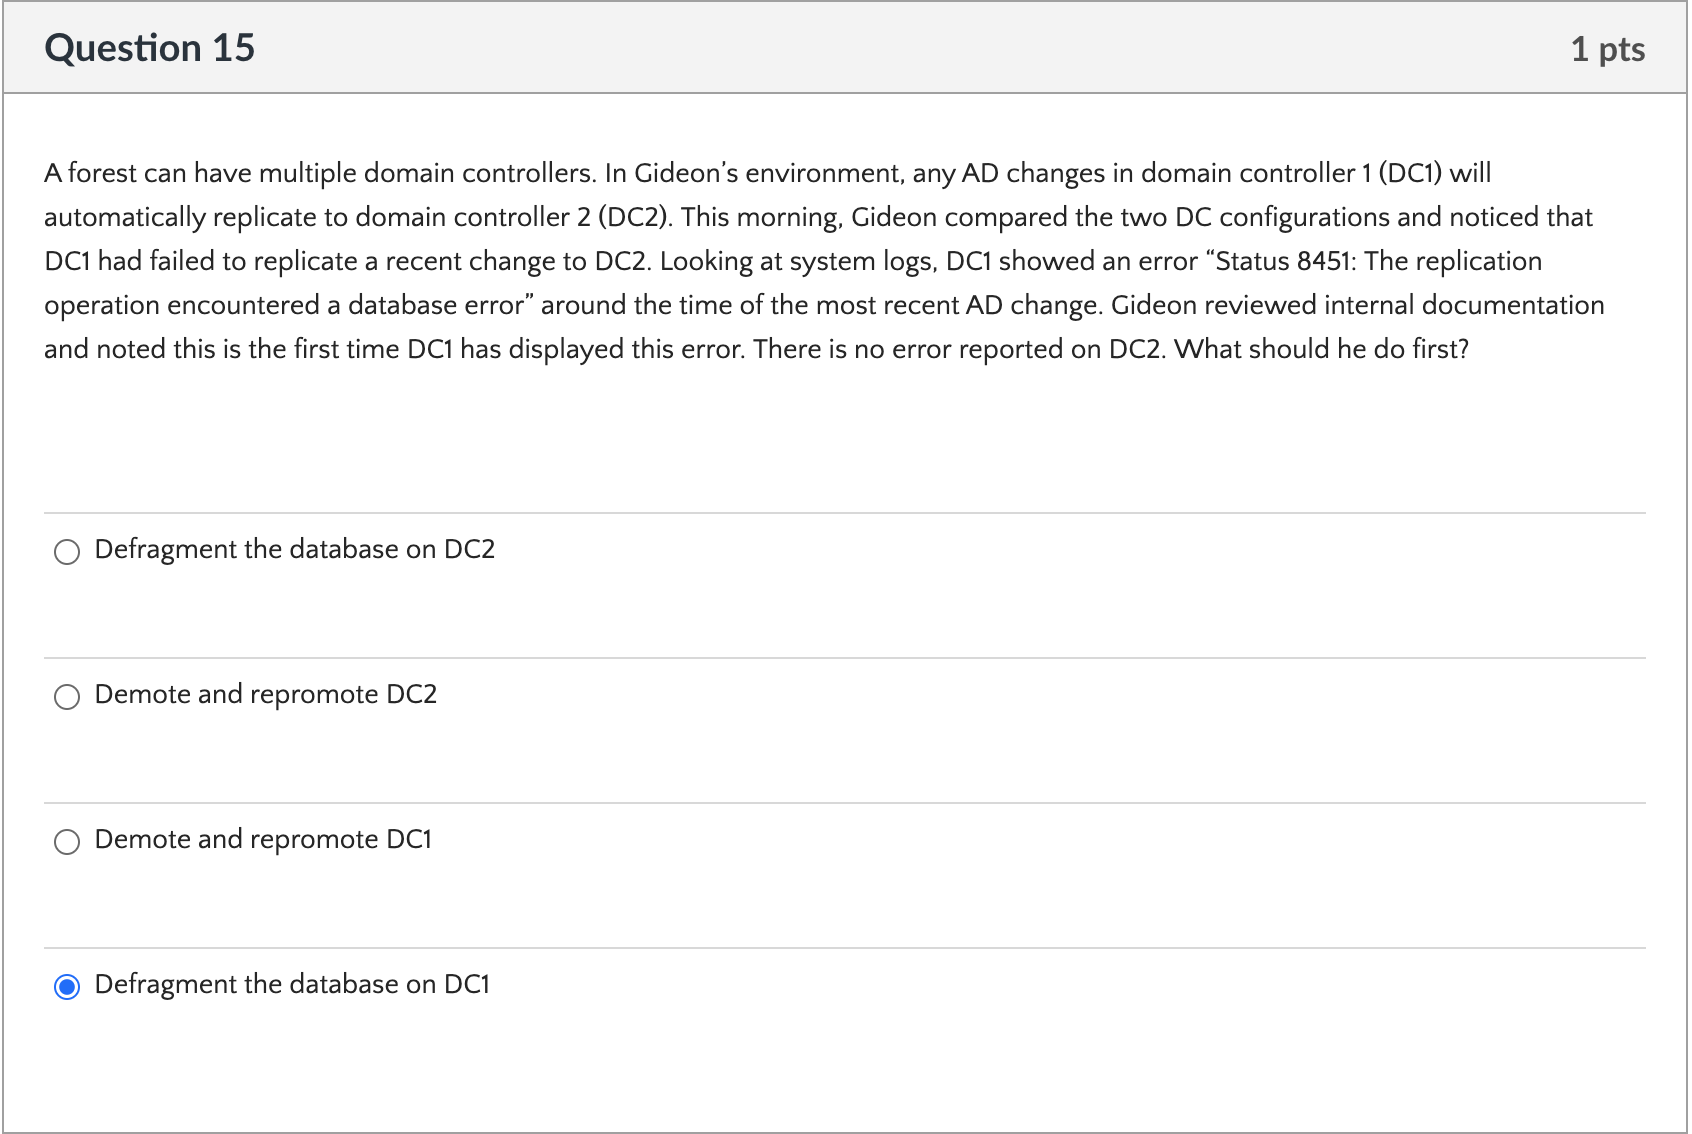 Question 15
1 pts
A forest can have multiple domain controllers. In Gideon’s environment, any AD changes in domain controller 1 (DC1) will
automatically replicate to domain controller 2 (DC2). This morning, Gideon compared the two DC configurations and noticed that
DC1 had failed to replicate a recent change to DC2. Looking at system logs, DC1 showed an error “Status 8451: The replication
operation encountered a database error” around the time of the most recent AD change. Gideon reviewed internal documentation
and noted this is the first time DC1 has displayed this error. There is no error reported on DC2. What should he do first?
Defragment the database on DC2
Demote and repromote DC2
Demote and repromote DC1
Defragment the database on DC1